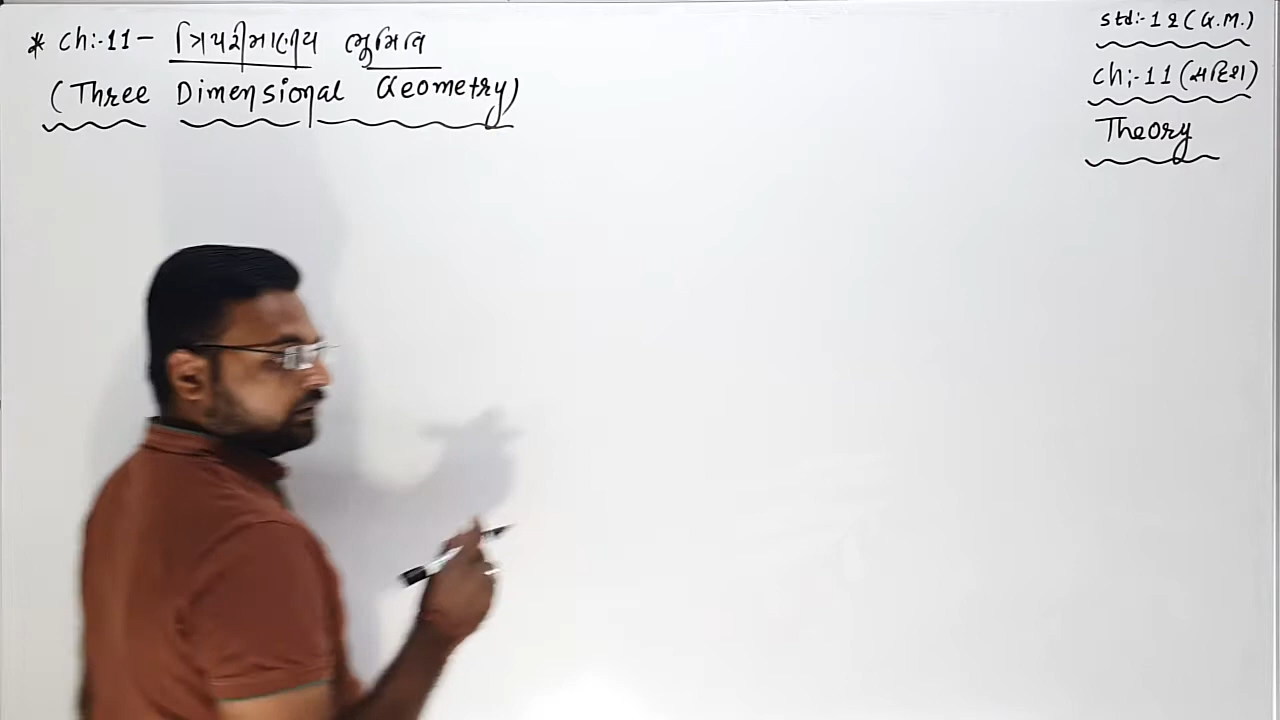 * Ch:-11- ત્રિપરીમાણીય ભુમિતિ
(Three Dimensional Geometry)
std:-12(G.M.)
Ch:-11(સદિશ)
Theory